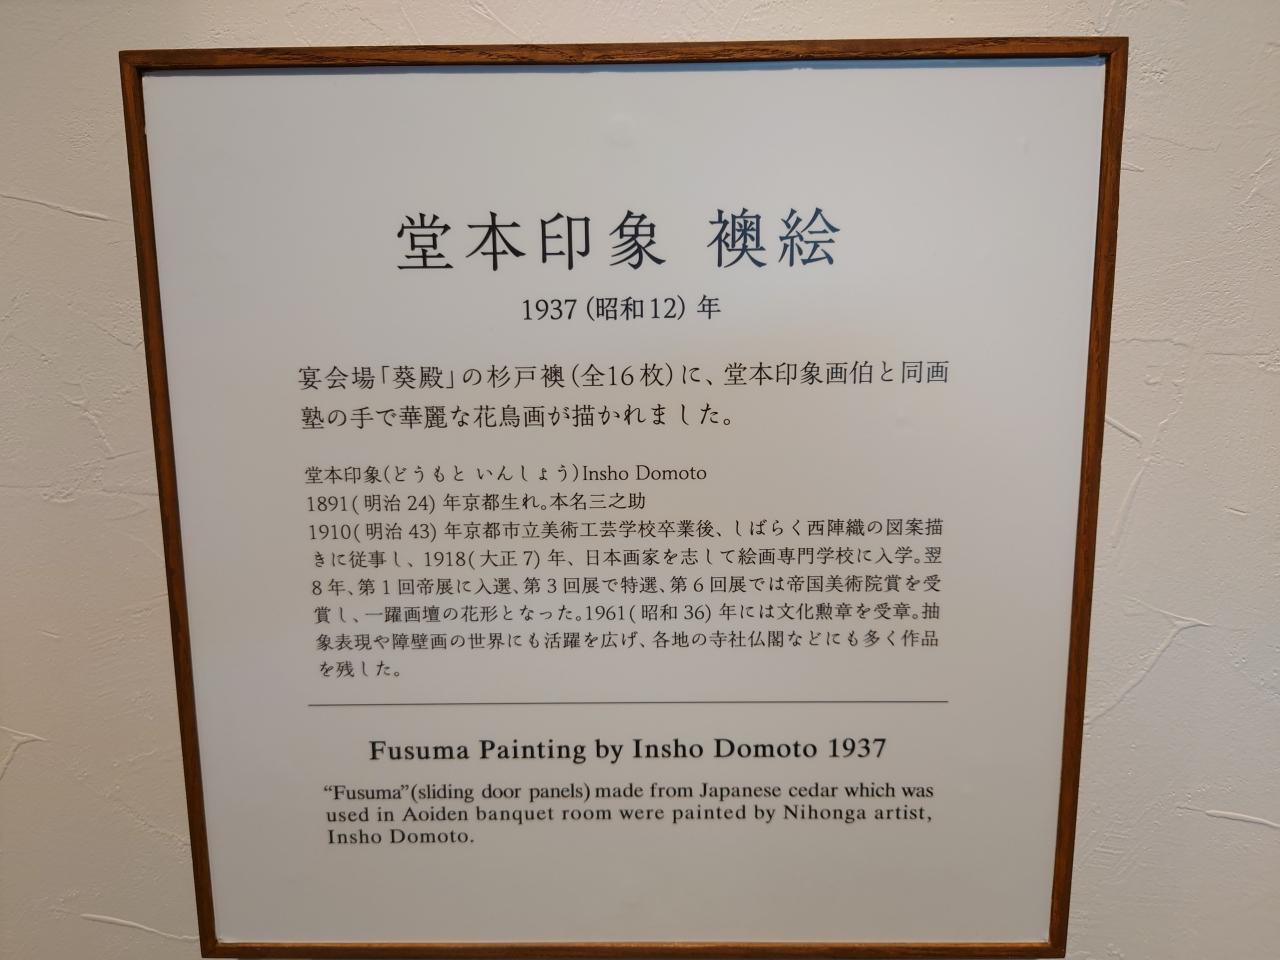 堂本印象 襖絵
1937（昭和12）年
宴会場「葵殿」の杉戸襖（全16枚）に、堂本印象画伯と同画
塾の手で華麗な花鳥画が描かれました。
堂本印象(どうもと いんしょう)Insho Domoto
1891(明治 24) 年京都生れ。本名三之助
1910(明治 43) 年京都市立美術工芸学校卒業後、しばらく西陣織の図案描
きに従事し、1918(大正 7) 年、日本画家を志して絵画専門学校に入学。翌
8 年、第 1 回帝展に入選、第 3 回展で特選、第 6 回展では帝国美術院賞を受
賞し、一躍画壇の花形となった。1961(昭和 36) 年には文化勲章を受章。抽
象表現や障壁画の世界にも活躍を広げ、各地の寺社仏閣などにも多く作品
を残した。
Fusuma Painting by Insho Domoto 1937
“Fusuma”(sliding door panels) made from Japanese cedar which was
used in Aoiden banquet room were painted by Nihonga artist,
Insho Domoto.